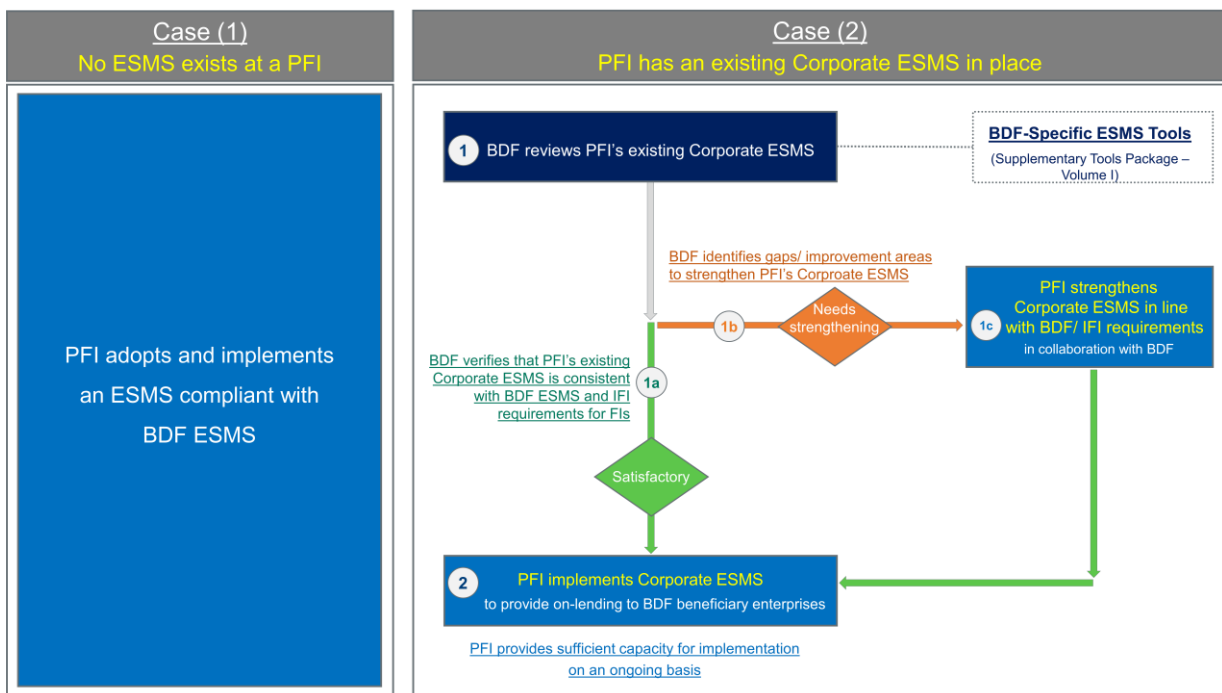 Case (1)
No ESMS exists at a PFI
PFI adopts and implements
an ESMS compliant with
BDF ESMS
Case (2)
PFI has an existing Corporate ESMS in place
1
BDF reviews PFI's existing Corporate ESMS
BDF-Specific ESMS Tools
(Supplementary Tools Package –
Volume I)
BDF identifies gaps/ improvement areas
to strengthen PFI's Corproate ESMS
1b
Needs
strengthening
1c
PFI strengthens
Corporate ESMS in line
with BDF/ IFI requirements
in collaboration with BDF
BDF verifies that PFI's existing
Corporate ESMS is consistent
with BDF ESMS and IFI
requirements for FIs
1a
Satisfactory
2
PFI implements Corporate ESMS
to provide on-lending to BDF beneficiary enterprises
PFI provides sufficient capacity for implementation
on an ongoing basis